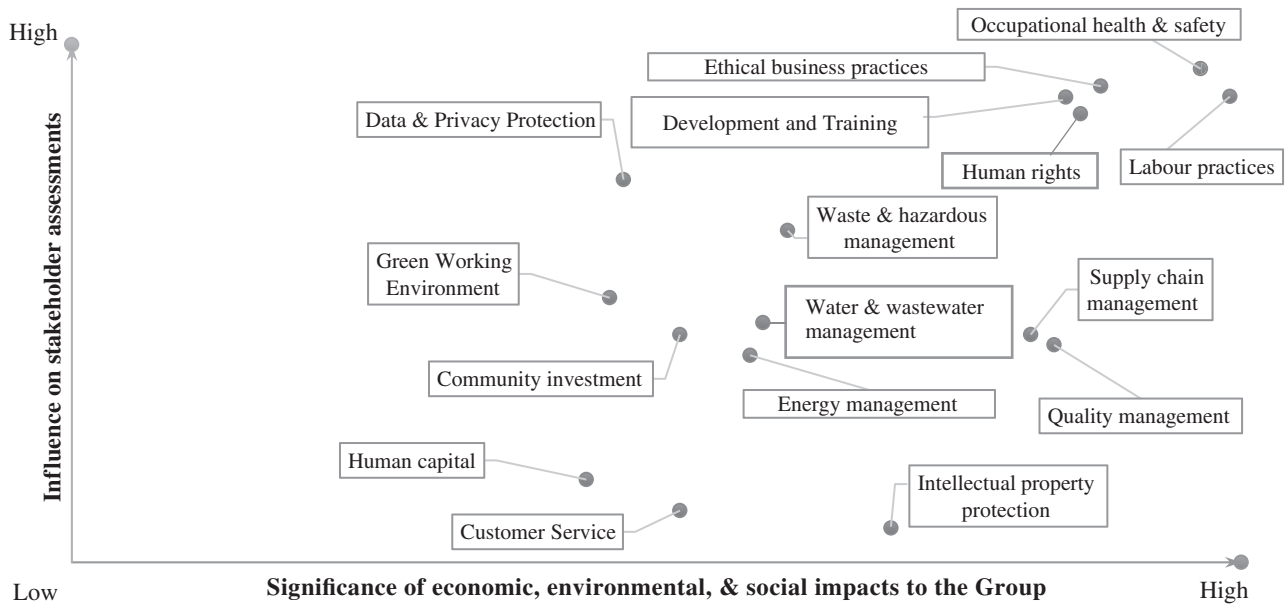 High
Occupational health & safety
Ethical business practices
Data & Privacy Protection
Development and Training
Human rights
Labour practices
Influence on stakeholder assessments
Waste & hazardous
management
Green Working
Environment
Supply chain
management
Water & wastewater
management
Community investment
Energy management
Quality management
Human capital
Intellectual property
protection
Customer Service
Low
Significance of economic, environmental, & social impacts to the Group
High